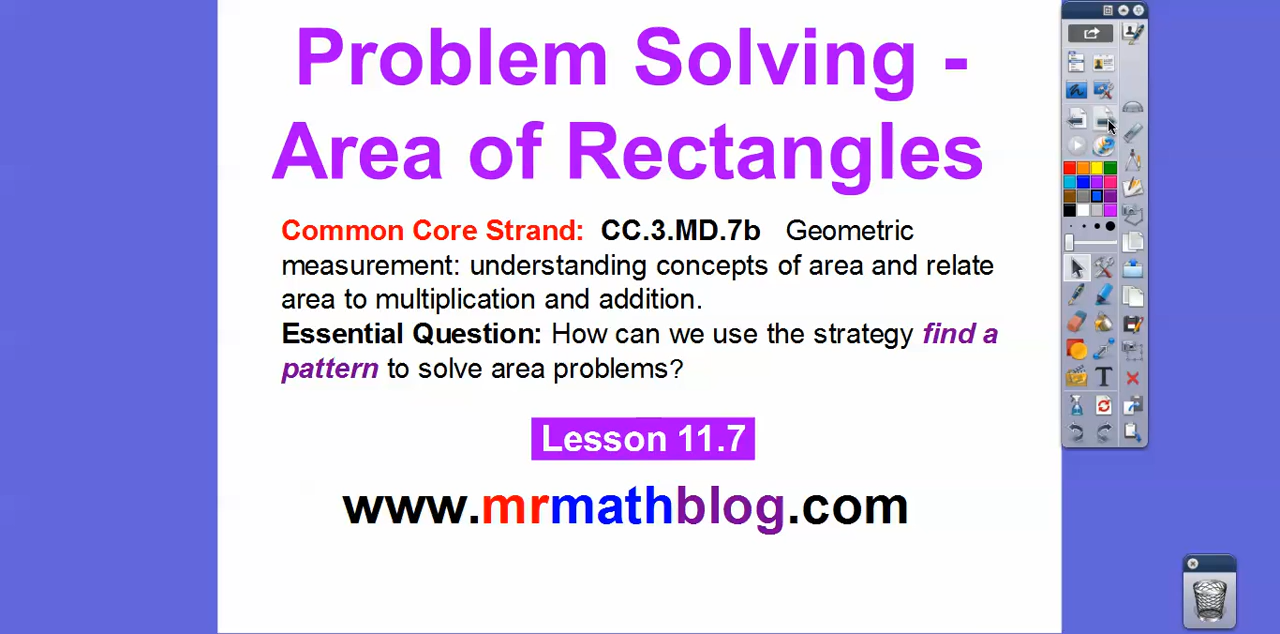 Problem Solving -
Area of Rectangles
Common Core Strand: CC.3.MD.7b Geometric
measurement: understanding concepts of area and relate
area to multiplication and addition.
Essential Question: How can we use the strategy find a
pattern to solve area problems?
Lesson 11.7
www.mrmathblog.com